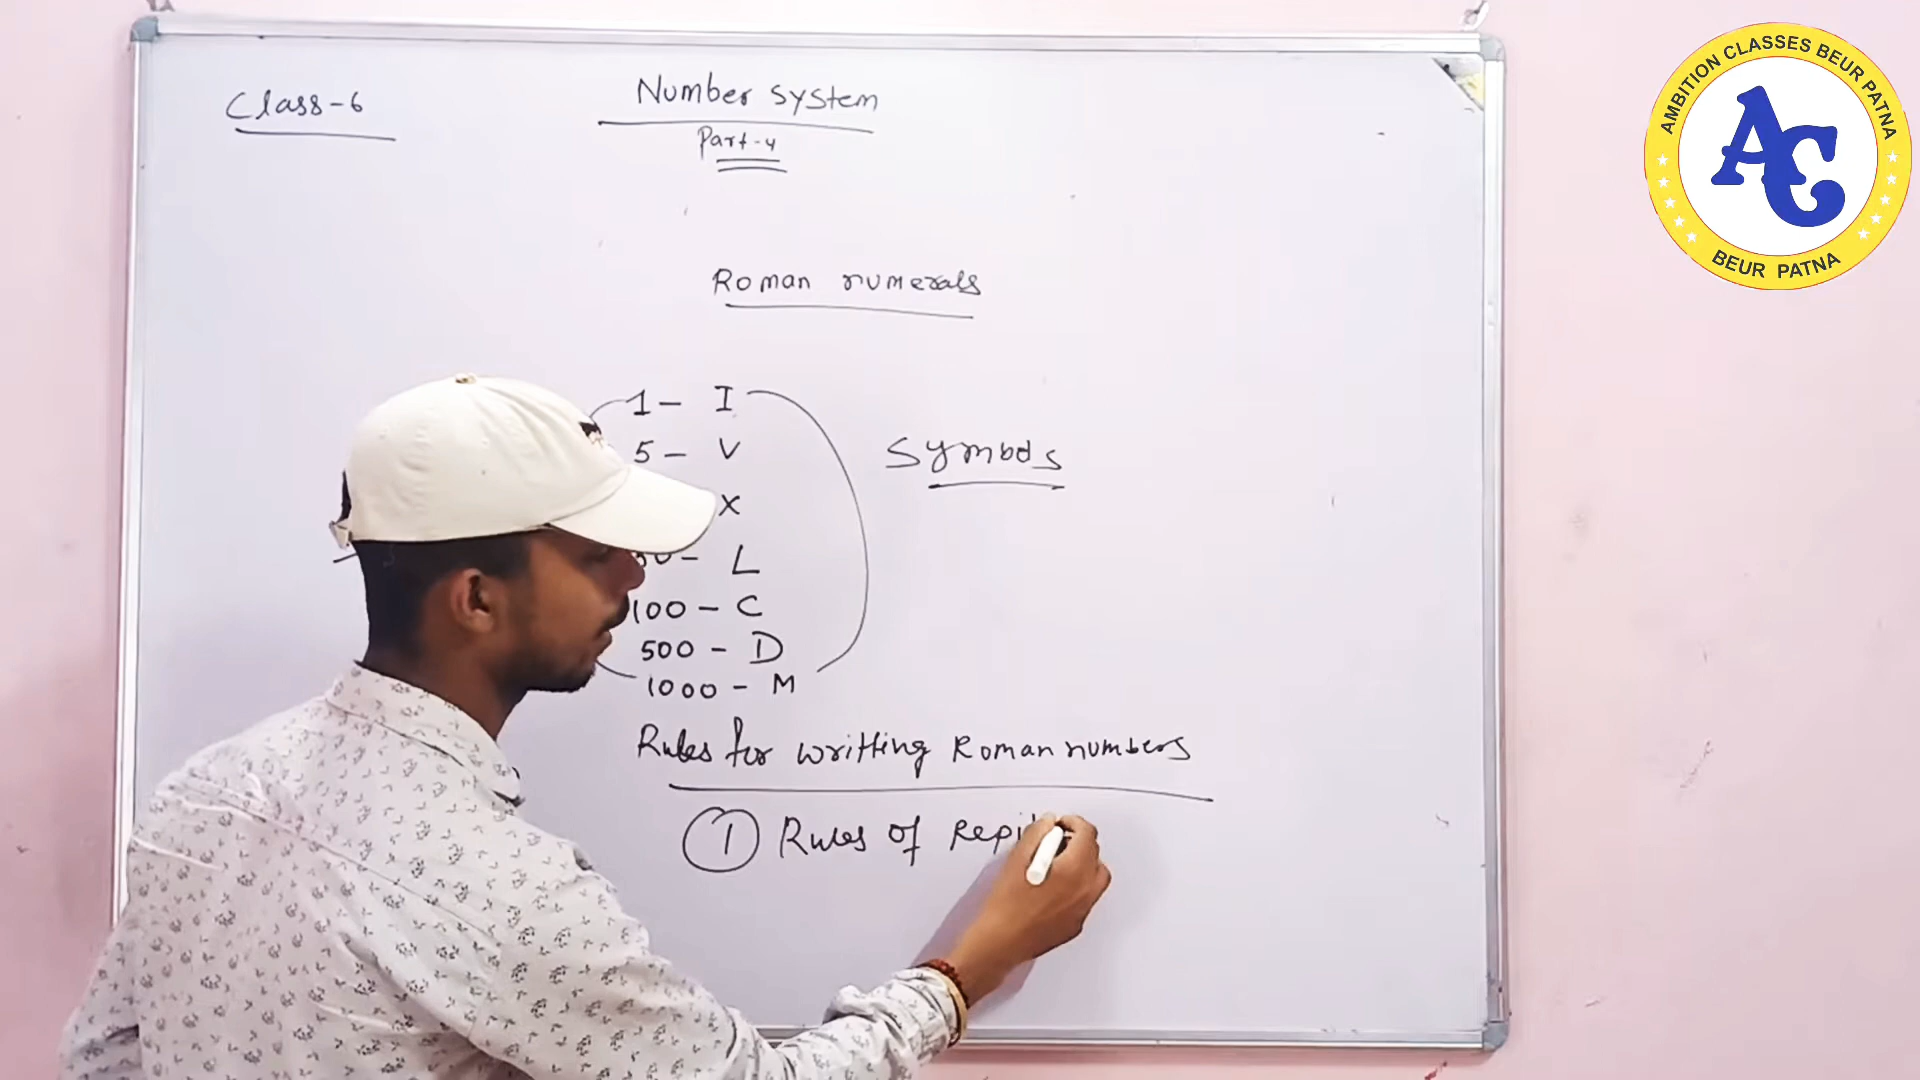 Class-6
Number System
Part-4
Roman numerals
1- I
5- V
X
L
100 - C
500 - D
1000 - M
Symbols
Rules for writting Roman numbers
① Rules of
AMBITION CLASSES BEUR PATNA
AC
BEUR PATNA